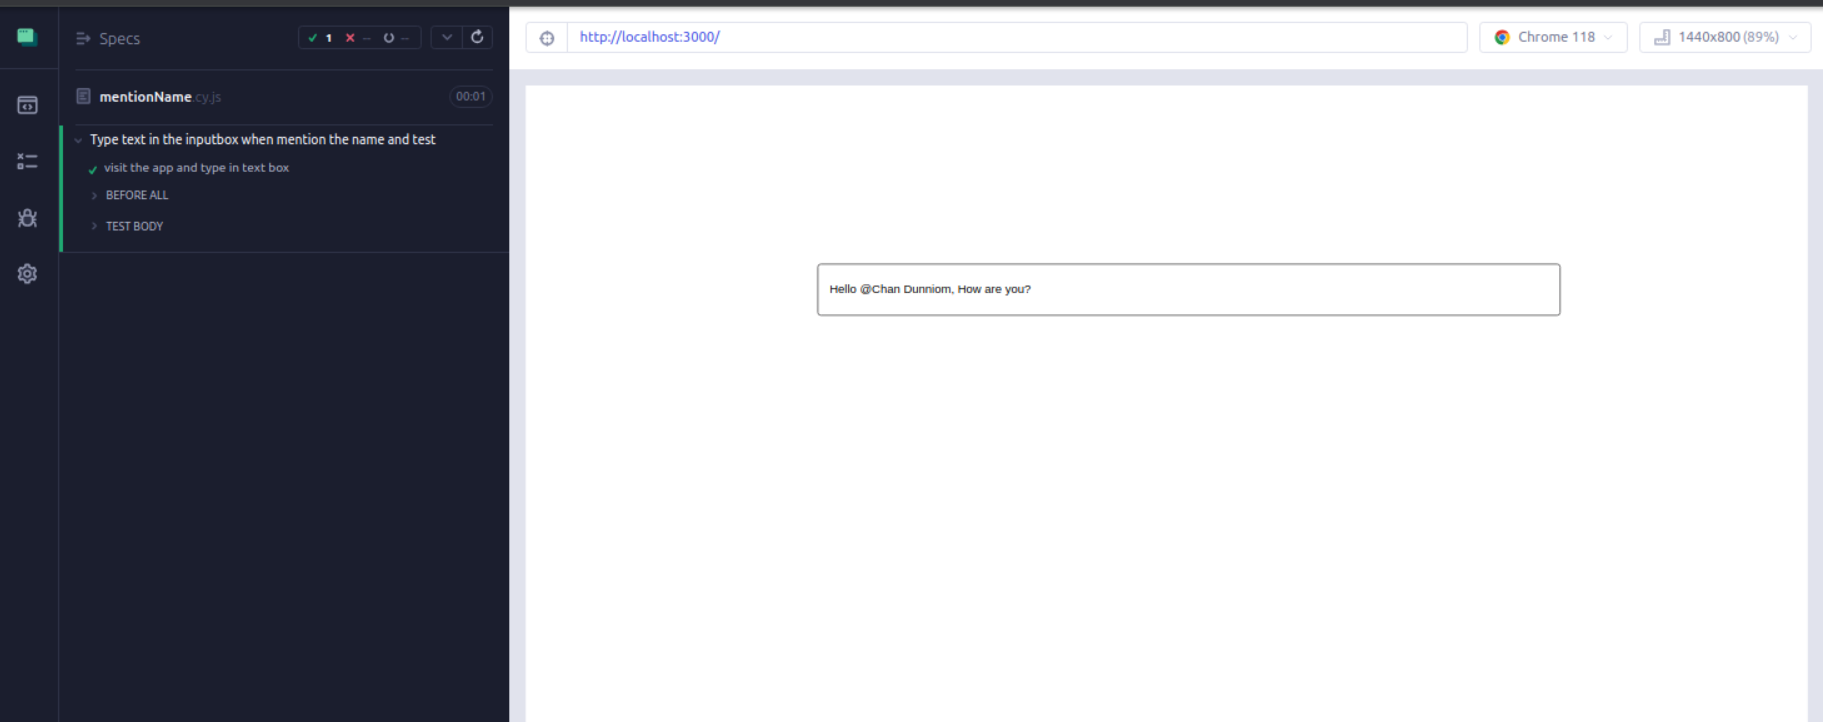 Specs
1 -- --
http://localhost:3000/
Chrome 118
1440x800 (89%)
mentionName.cy.js
00:01
Type text in the inputbox when mention the name and test
visit the app and type in text box
BEFORE ALL
TEST BODY
Hello @Chan Dunniom, How are you?